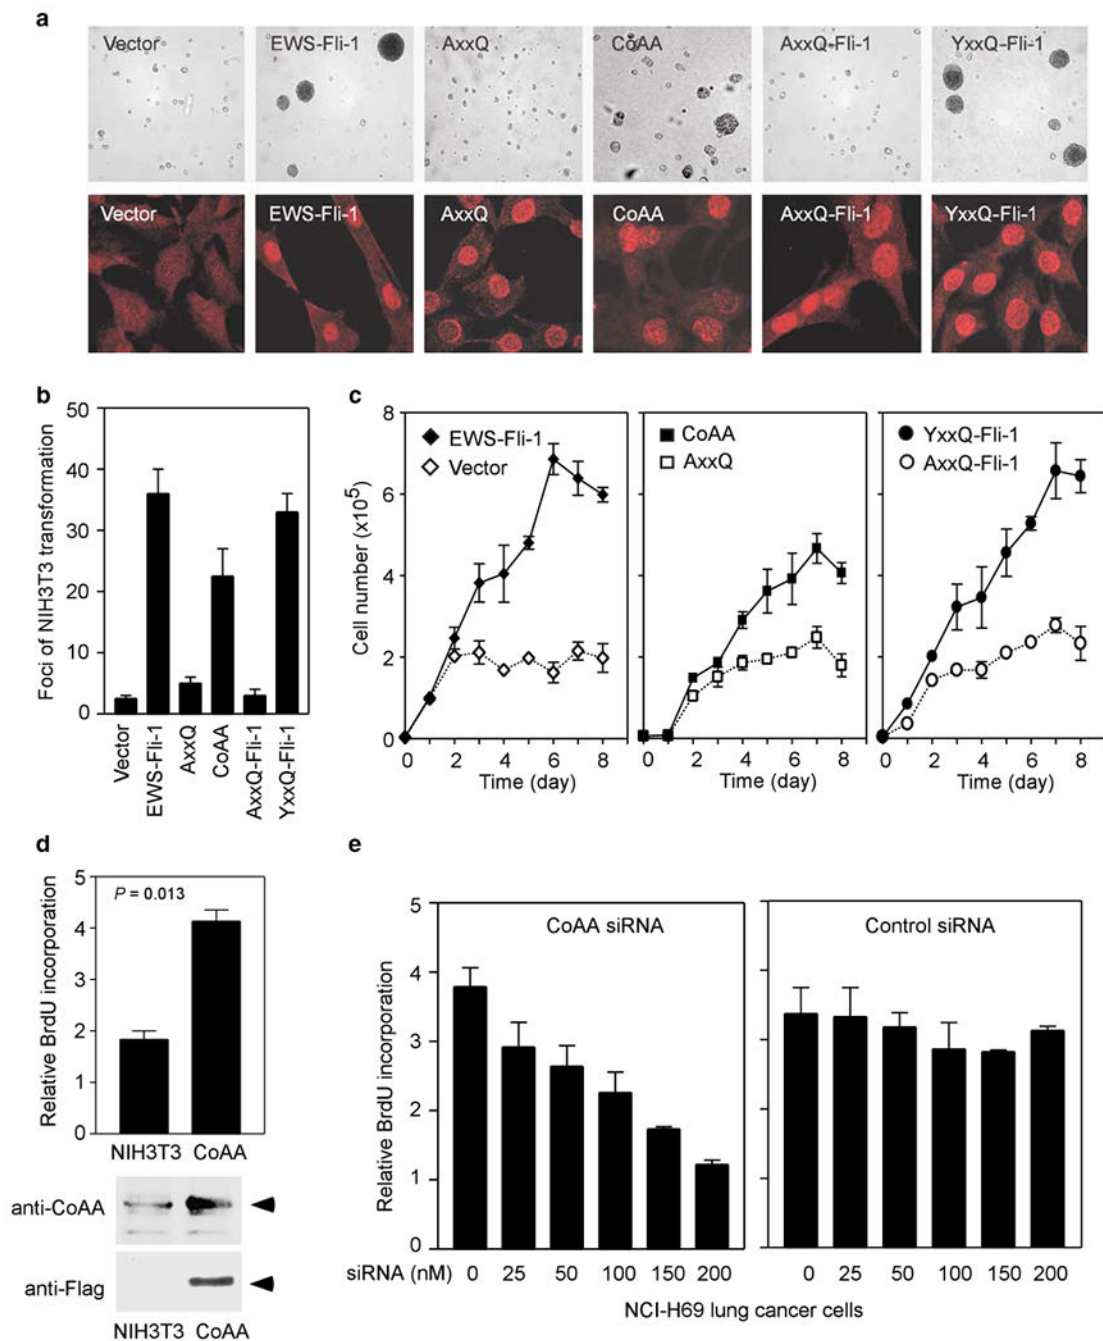 a
Vector EWS-Fli-1 AxxQ CoAA AxxQ-Fli-1 YxxQ-Fli-1
Vector EWS-Fli-1 AxxQ CoAA AxxQ-Fli-1 YxxQ-Fli-1
b
Foci of NIH3T3 transformation
50
40
30
20
10
0
Vector
EWS-Fli-1
AxxQ
CoAA
AxxQ-Fli-1
YxxQ-Fli-1
c
Cell number (x10⁵)
8
6
4
2
0
EWS-Fli-1
Vector
0 2 4 6 8
Time (day)
CoAA
AxxQ
0 2 4 6 8
Time (day)
YxxQ-Fli-1
AxxQ-Fli-1
0 2 4 6 8
Time (day)
d
Relative BrdU incorporation
5
4
3
2
1
0
P = 0.013
NIH3T3 CoAA
anti-CoAA
anti-Flag
NIH3T3 CoAA
e
Relative BrdU incorporation
5
4
3
2
1
0
CoAA siRNA
Control siRNA
siRNA (nM) 0 25 50 100 150 200 0 25 50 100 150 200
NCI-H69 lung cancer cells